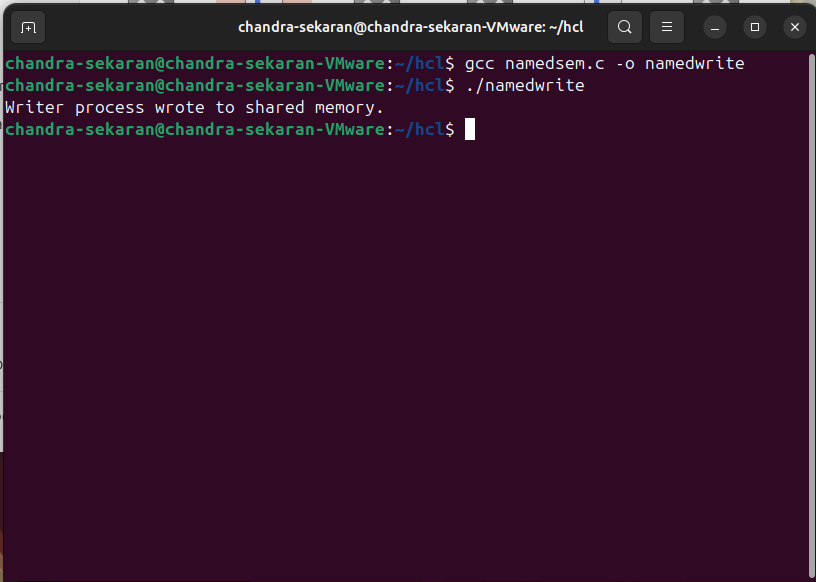 chandra-sekaran@chandra-sekaran-VMware: ~/hcl
chandra-sekaran@chandra-sekaran-VMware:~/hcl$ gcc namedsem.c -o namedwrite
chandra-sekaran@chandra-sekaran-VMware:~/hcl$ ./namedwrite
Writer process wrote to shared memory.
chandra-sekaran@chandra-sekaran-VMware:~/hcl$